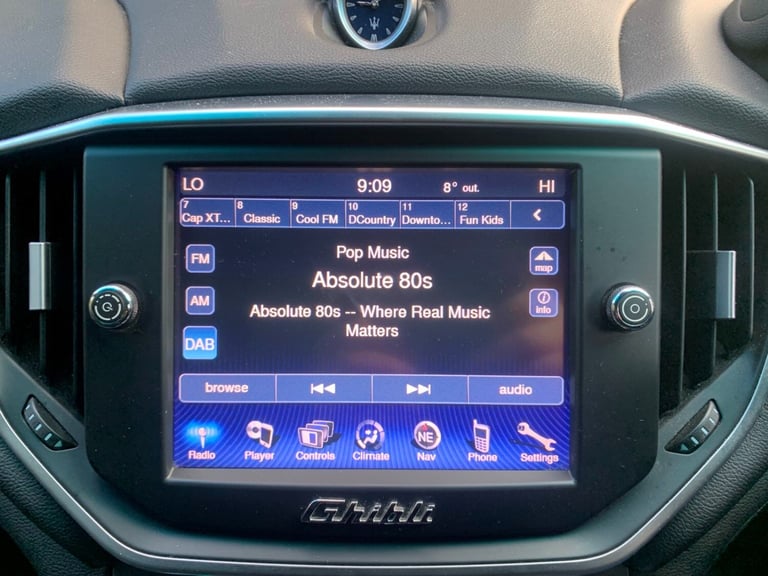 LO 9:09 8° out. HI
7 8 9 10 11 12
Cap XT... Classic Cool FM DCountry Downto... Fun Kids <
FM
AM
DAB
Pop Music
Absolute 80s
Absolute 80s -- Where Real Music
Matters
map
info
browse audio
NE
Radio Player Controls Climate Nav Phone Settings
Ghibli